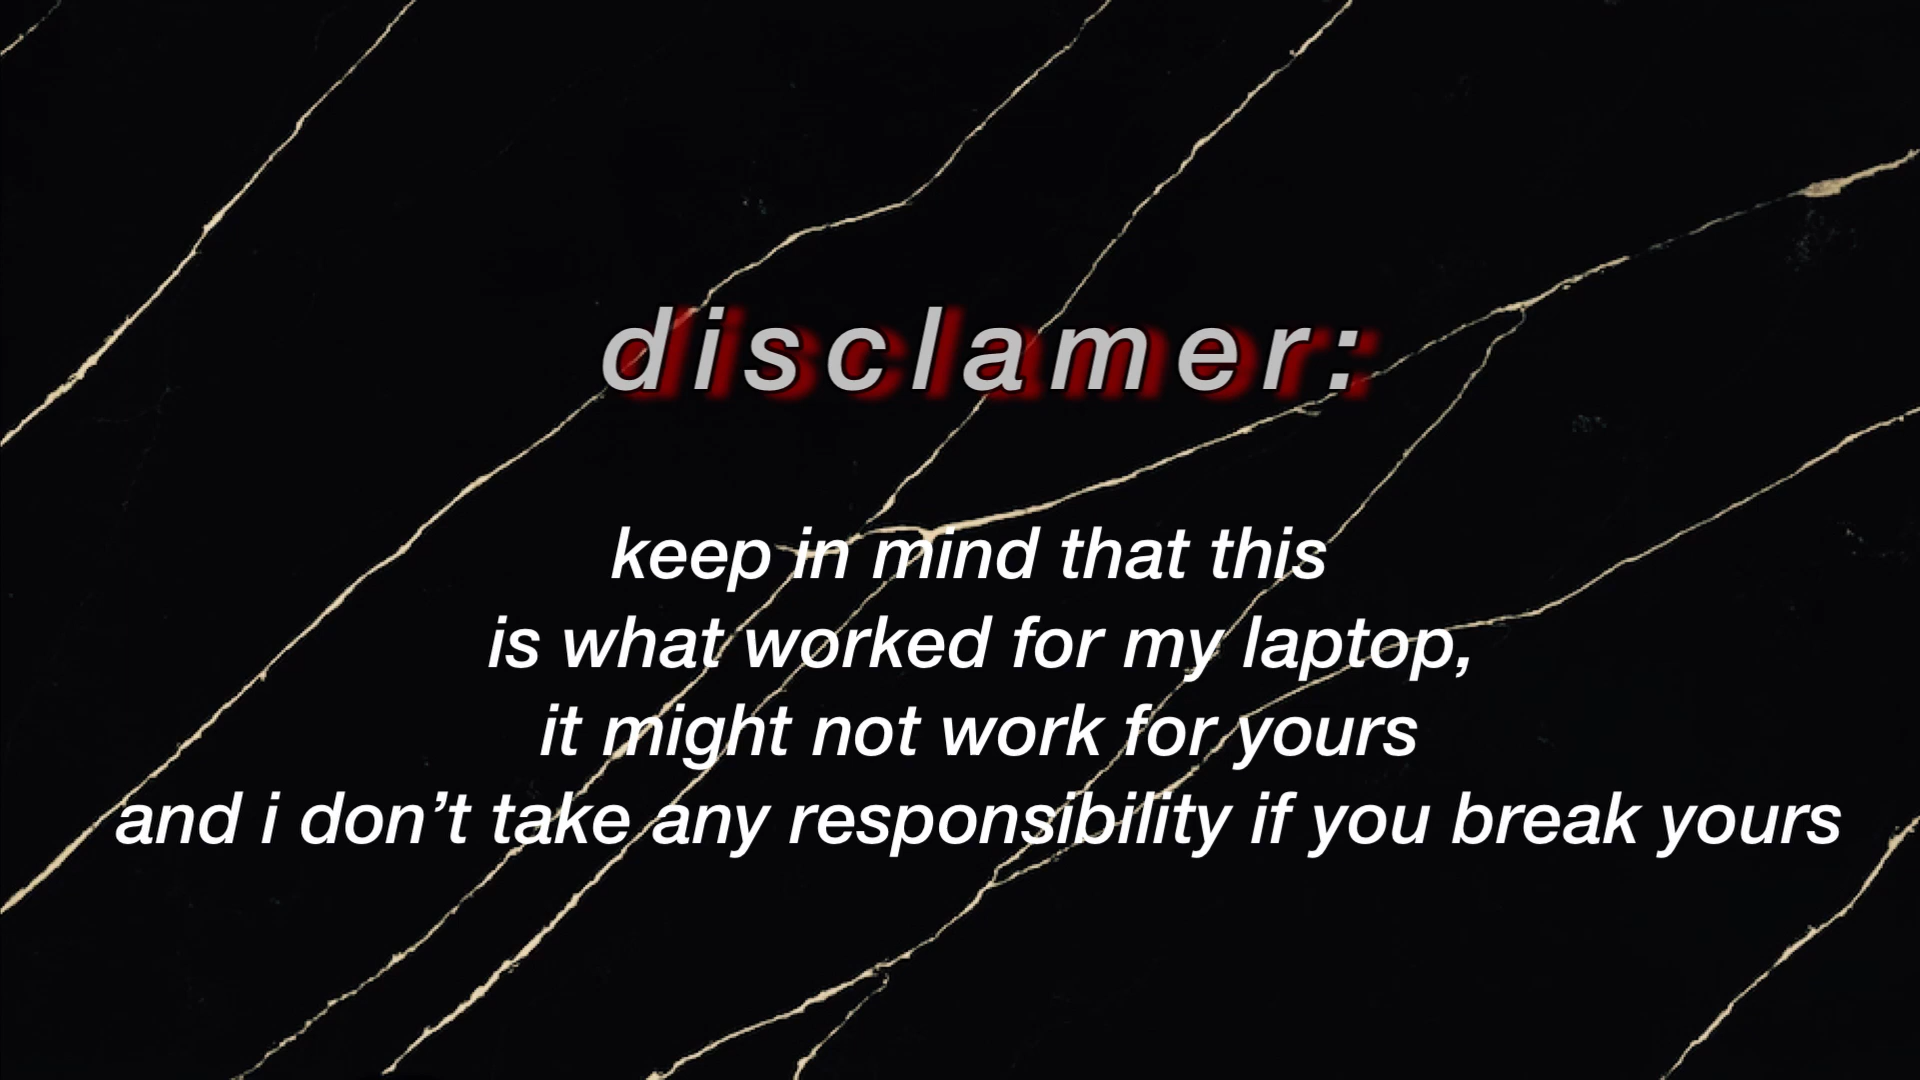 disclamer:
keep in mind that this
is what worked for my laptop,
it might not work for yours
and i don’t take any responsibility if you break yours